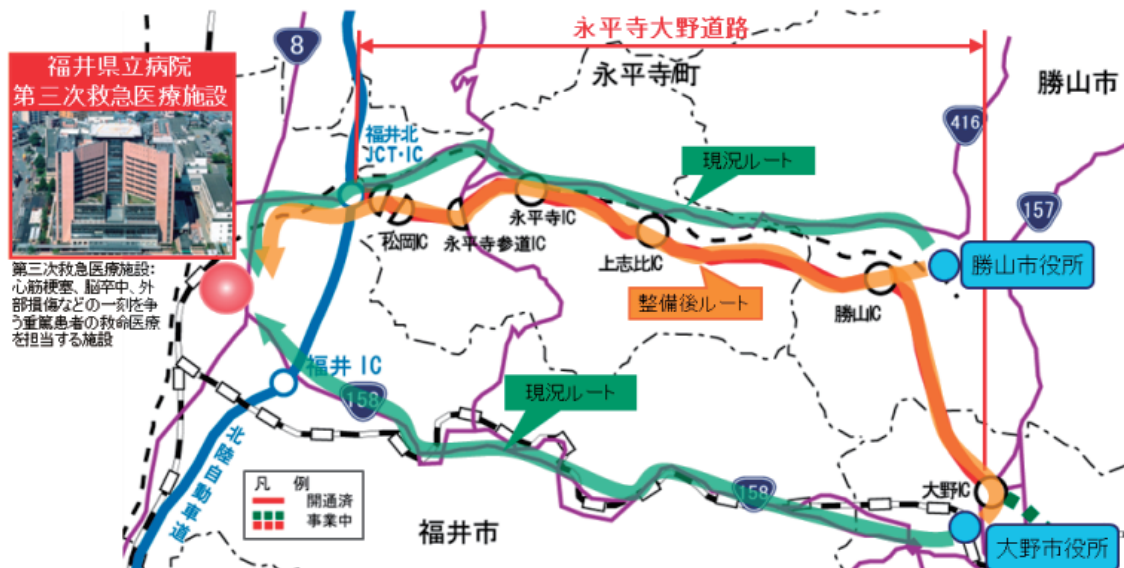 永平寺大野道路
8
福井県立病院
第三次救急医療施設
永平寺町
勝山市
416
福井北
JCT・IC
現況ルート
157
松岡IC
永平寺参道IC
永平寺IC
上志比IC
勝山市役所
第三次救急医療施設：
心筋梗塞、脳卒中、外
部損傷などの一刻を争
う重篤患者の救命医療
を担当する施設
整備後ルート
勝山IC
福井 IC
158
現況ルート
北陸自動車道
凡 例
開通済
事業中
158
大野IC
福井市
大野市役所